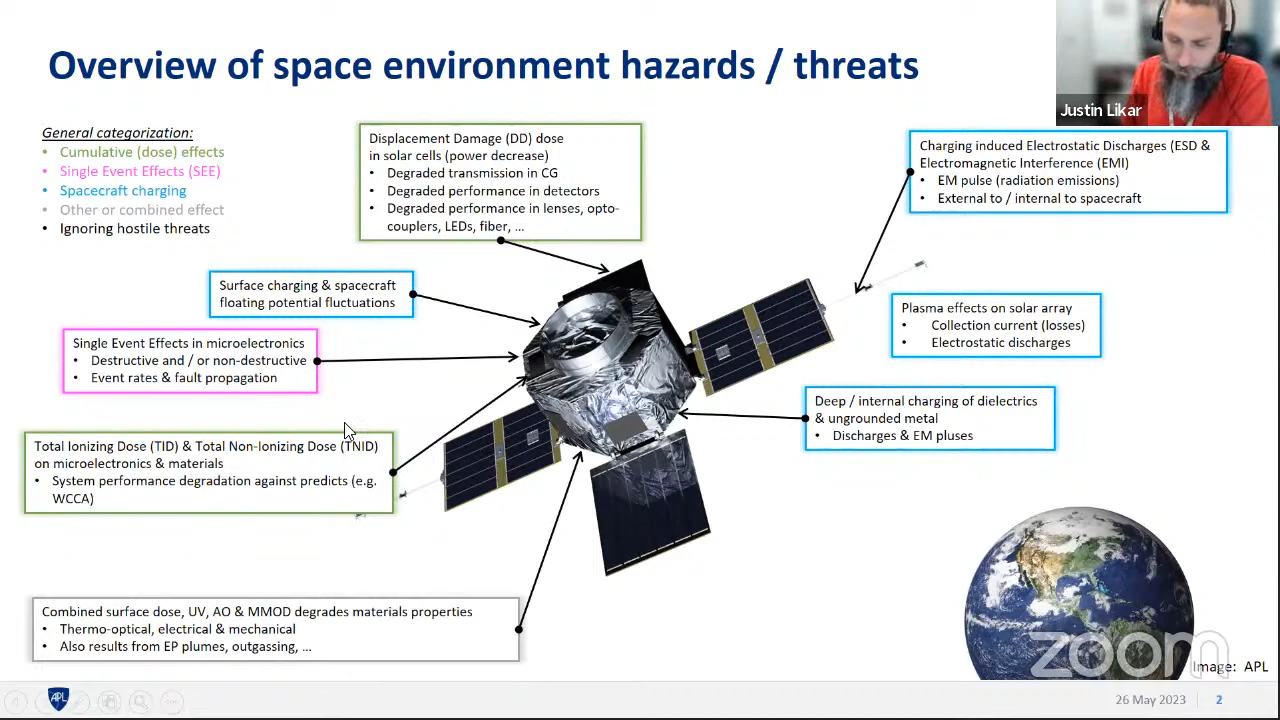 Overview of space environment hazards / threats
Justin Likar
General categorization:
• Cumulative (dose) effects
• Single Event Effects (SEE)
• Spacecraft charging
• Other or combined effect
• Ignoring hostile threats
Displacement Damage (DD) dose
in solar cells (power decrease)
• Degraded transmission in CG
• Degraded performance in detectors
• Degraded performance in lenses, opto-
couplers, LEDs, fiber, ...
Charging induced Electrostatic Discharges (ESD &
Electromagnetic Interference (EMI)
• EM pulse (radiation emissions)
• External to / internal to spacecraft
Surface charging & spacecraft
floating potential fluctuations
Plasma effects on solar array
• Collection current (losses)
• Electrostatic discharges
Single Event Effects in microelectronics
• Destructive and / or non-destructive
• Event rates & fault propagation
Deep / internal charging of dielectrics
& ungrounded metal
• Discharges & EM pluses
Total Ionizing Dose (TID) & Total Non-Ionizing Dose (TNID)
on microelectronics & materials
• System performance degradation against predicts (e.g.
WCCA)
Combined surface dose, UV, AO & MMOD degrades materials properties
• Thermo-optical, electrical & mechanical
• Also results from EP plumes, outgassing, ...
zoom
Image: APL
APL
26 May 2023
2